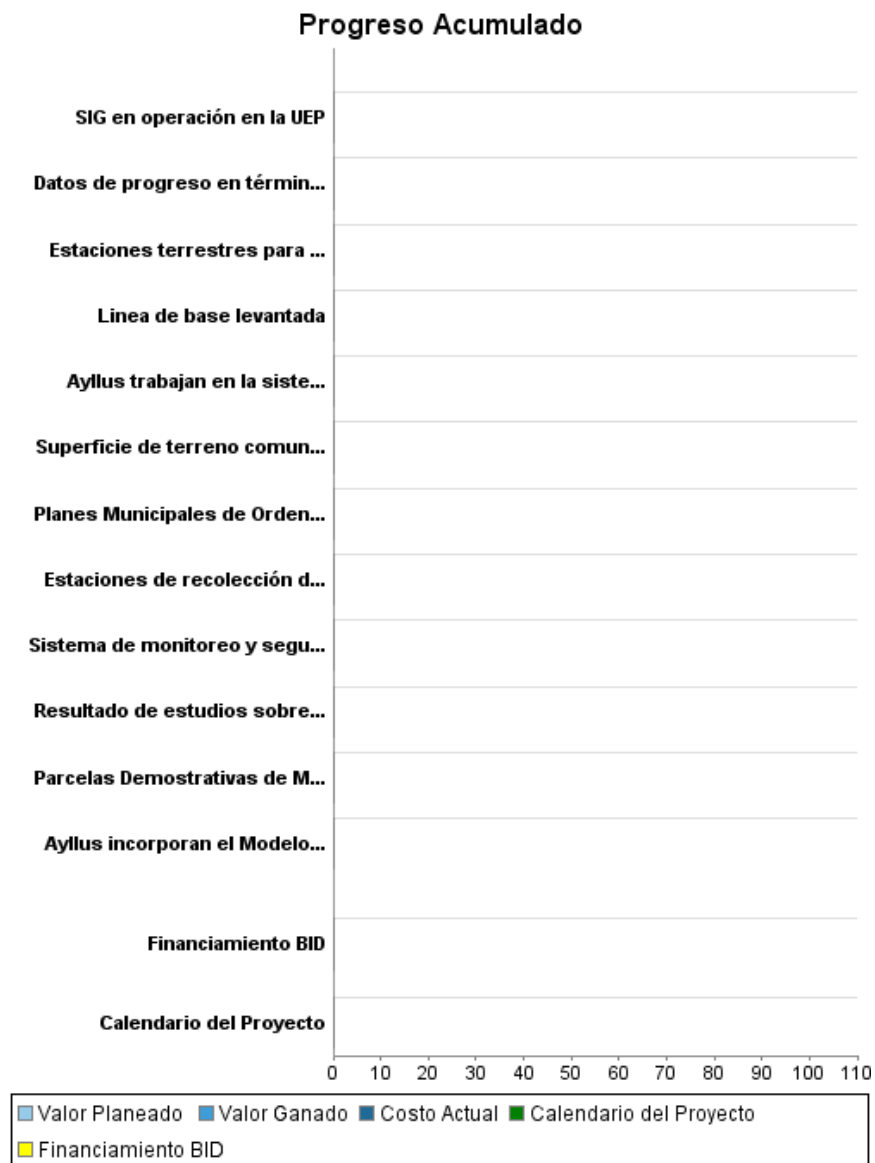 Progreso Acumulado
SIG en operación en la UEP
Datos de progreso en términ...
Estaciones terrestres para ...
Linea de base levantada
Ayllus trabajan en la siste...
Superficie de terreno comun...
Planes Municipales de Orden...
Estaciones de recolección d...
Sistema de monitoreo y segu...
Resultado de estudios sobre...
Parcelas Demostrativas de M...
Ayllus incorporan el Modelo...
Financiamiento BID
Calendario del Proyecto
0 10 20 30 40 50 60 70 80 90 100 110
Valor Planeado Valor Ganado Costo Actual Calendario del Proyecto
Financiamiento BID